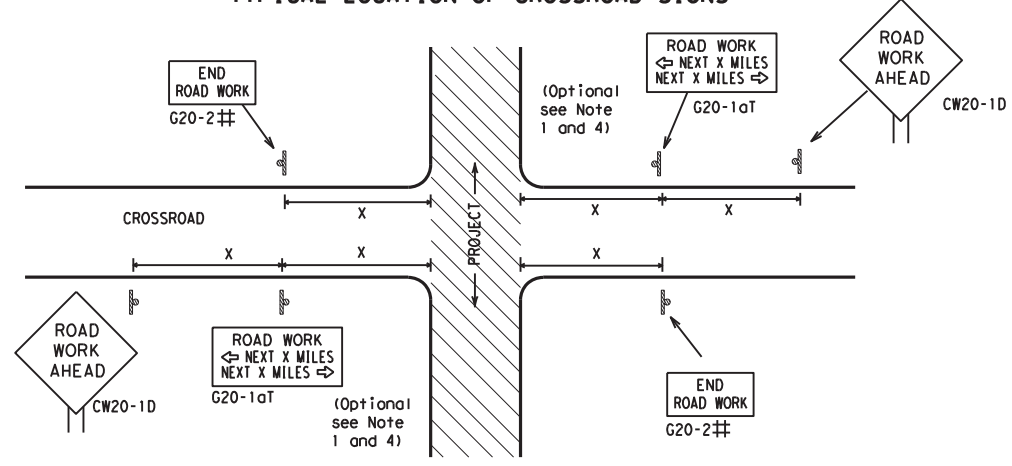 TYPICAL LOCATION OF CROSSROAD SIGNS
END
ROAD WORK
G20-2#
(Optional
see Note
1 and 4)
ROAD WORK
⇦ NEXT X MILES
NEXT X MILES ⇨
G20-1aT
ROAD
WORK
AHEAD
CW20-1D
X
X
X
CROSSROAD
PROJECT
X
X
X
ROAD
WORK
AHEAD
CW20-1D
ROAD WORK
⇦ NEXT X MILES
NEXT X MILES ⇨
G20-1aT
(Optional
see Note
1 and 4)
END
ROAD WORK
G20-2#